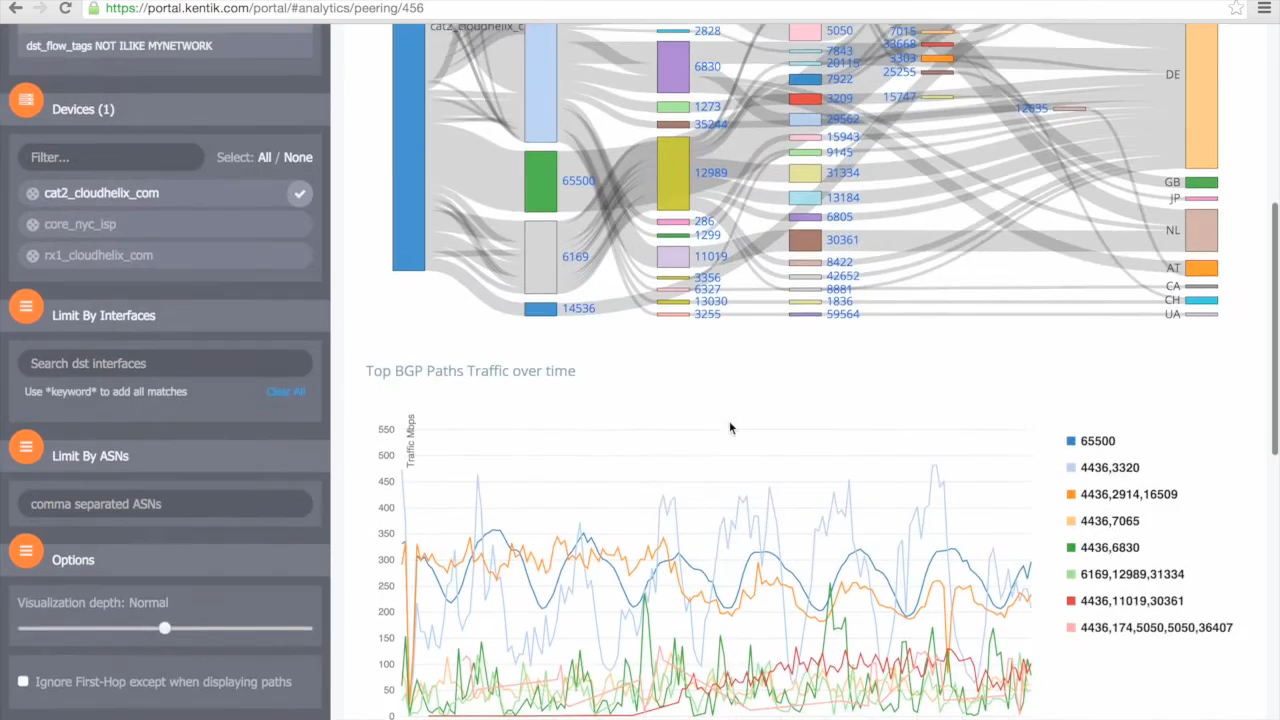 https://portal.kentik.com/portal/#analytics/peering/456
dst_flow_tags NOT ILIKE MYNETWORK
Devices (1)
Filter...
Select: All / None
cat2_cloudhelix_com
core_nyc_isp
rx1_cloudhelix_com
Limit By Interfaces
Search dst interfaces
Use *keyword* to add all matches
Clear All
Limit By ASNs
comma separated ASNs
Options
Visualization depth: Normal
Ignore First-Hop except when displaying paths
cat2_cloudhelix_c
65500
6169
14536
2828
6830
1273
35244
12989
286
1299
11019
3356
6327
13030
3255
5050
7843
20115
7922
3209
29562
15943
9145
31334
13184
6805
30361
8422
42652
8881
1836
59564
7015
33668
3303
25255
15747
12635
DE
GB
JP
NL
AT
CA
CH
UA
Top BGP Paths Traffic over time
Traffic Mbps
550
500
450
400
350
300
250
200
150
100
50
0
65500
4436,3320
4436,2914,16509
4436,7065
4436,6830
6169,12989,31334
4436,11019,30361
4436,174,5050,5050,36407